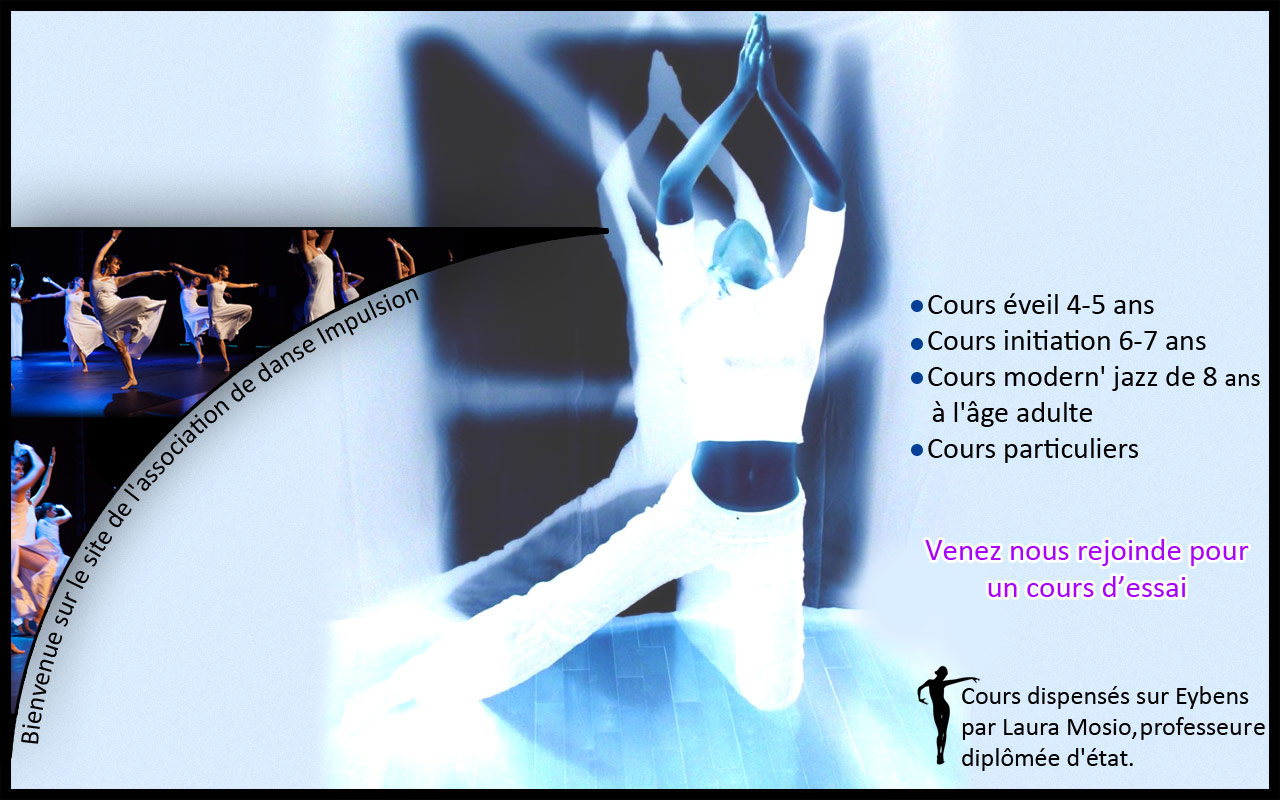 Bienvenue sur le site de l'association de danse Impulsion
Cours éveil 4-5 ans
Cours initiation 6-7 ans
Cours modern' jazz de 8 ans
à l'âge adulte
Cours particuliers
Venez nous rejoinde pour
un cours d’essai
Cours dispensés sur Eybens
par Laura Mosio,professeure
diplômée d'état.